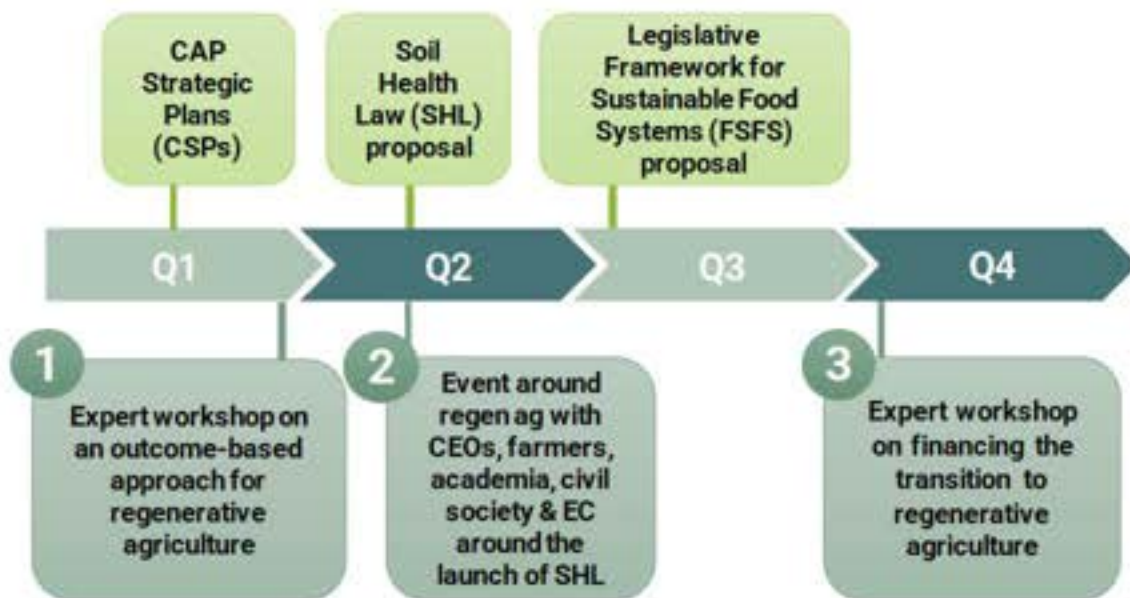 CAP
Strategic
Plans
(CSPs)
Soil
Health
Law (SHL)
proposal
Legislative
Framework for
Sustainable Food
Systems (FSFS)
proposal
Q1
Q2
Q3
Q4
1
Expert workshop on
an outcome-based
approach for
regenerative
agriculture
2
Event around
regen ag with
CEOs, farmers,
academia, civil
society & EC
around the
launch of SHL
3
Expert workshop
on financing the
transition to
regenerative
agriculture